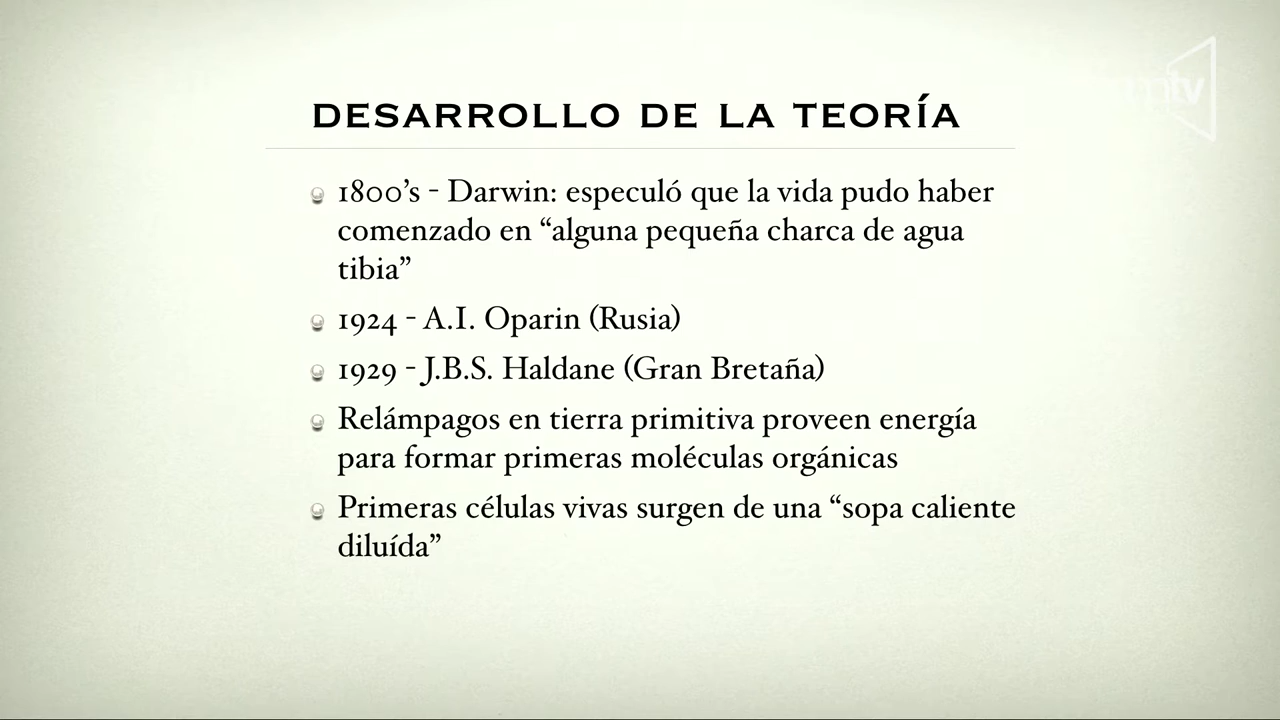 DESARROLLO DE LA TEORÍA
1800’s - Darwin: especuló que la vida pudo haber
comenzado en “alguna pequeña charca de agua
tibia”
1924 - A.I. Oparin (Rusia)
1929 - J.B.S. Haldane (Gran Bretaña)
Relámpagos en tierra primitiva proveen energía
para formar primeras moléculas orgánicas
Primeras células vivas surgen de una “sopa caliente
diluída”